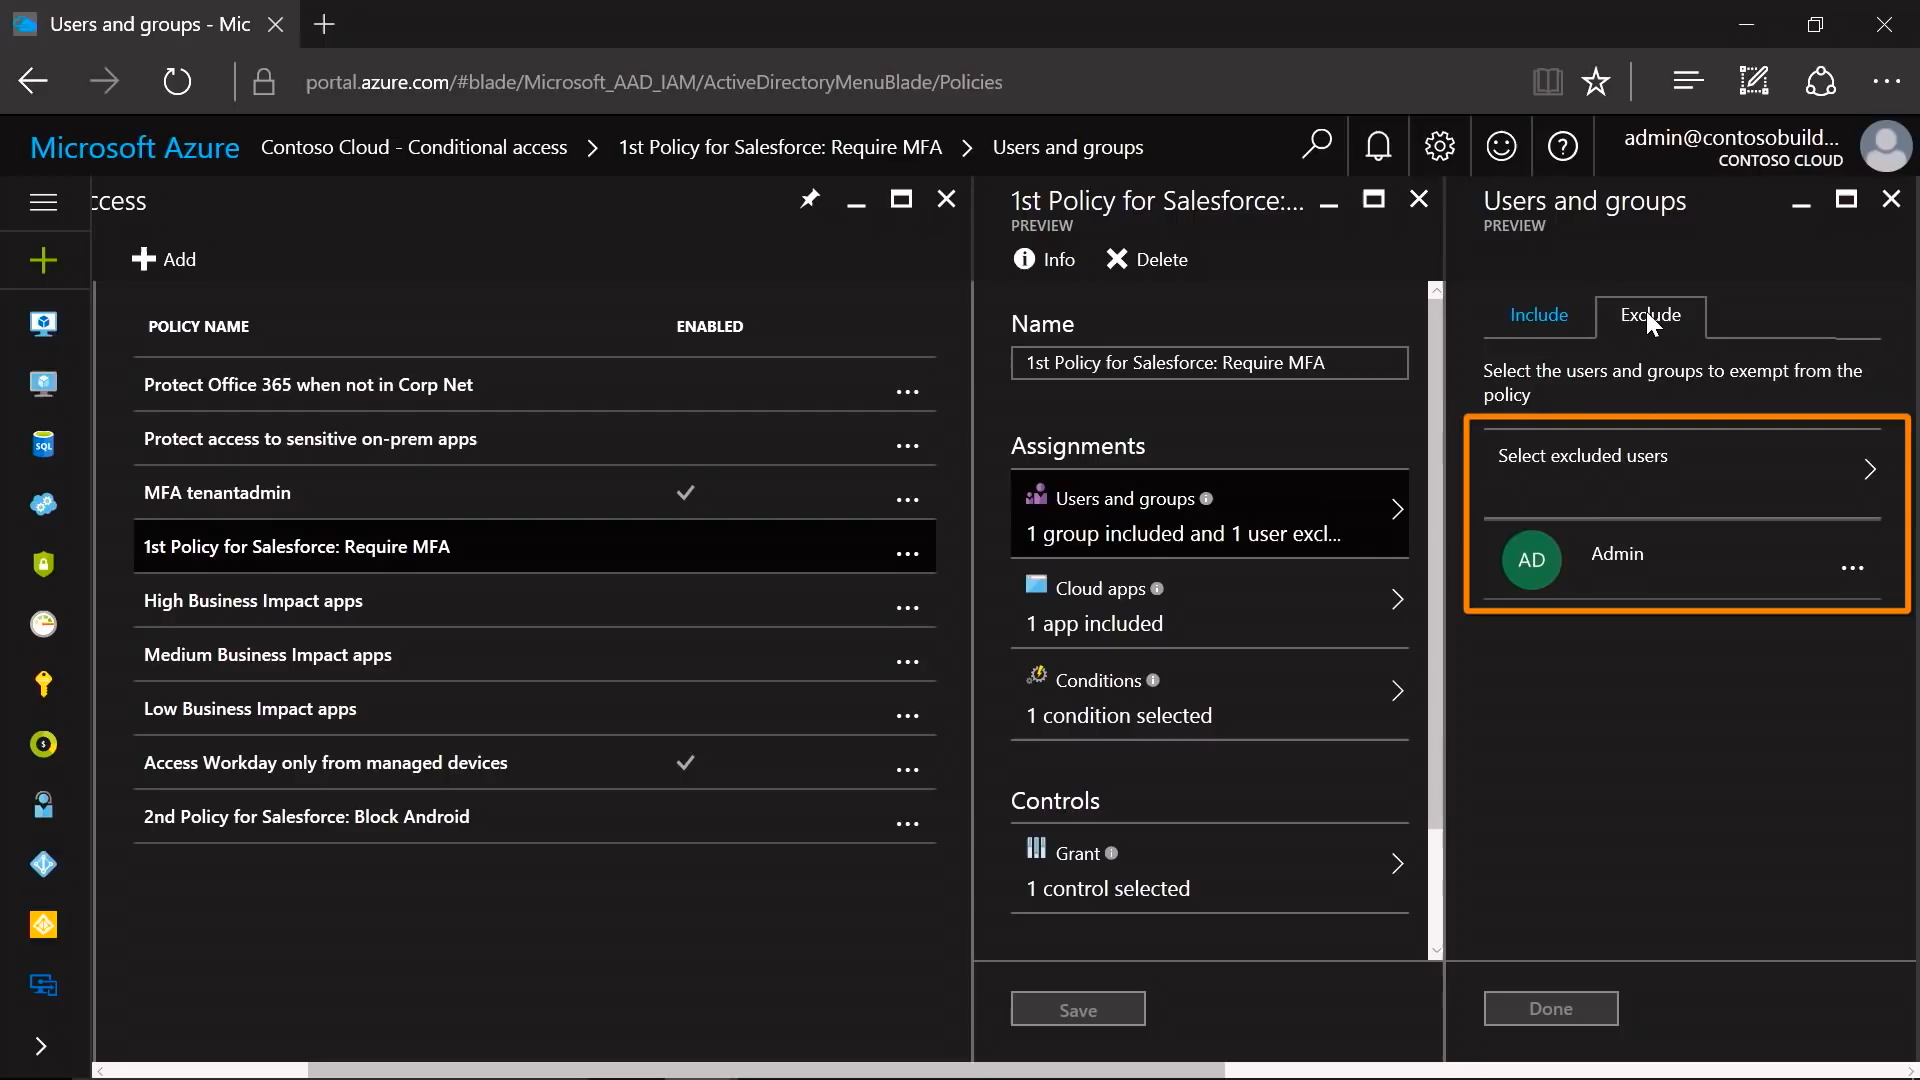 Users and groups - Mic
portal.azure.com/#blade/Microsoft_AAD_IAM/ActiveDirectoryMenuBlade/Policies
Microsoft Azure
Contoso Cloud - Conditional access > 1st Policy for Salesforce: Require MFA > Users and groups
admin@contosobuild...
CONTOSO CLOUD
ccess
Add
POLICY NAME
ENABLED
Protect Office 365 when not in Corp Net
Protect access to sensitive on-prem apps
MFA tenantadmin
1st Policy for Salesforce: Require MFA
High Business Impact apps
Medium Business Impact apps
Low Business Impact apps
Access Workday only from managed devices
2nd Policy for Salesforce: Block Android
SQL
1st Policy for Salesforce:...
PREVIEW
Info
Delete
Name
1st Policy for Salesforce: Require MFA
Assignments
Users and groups
1 group included and 1 user excl...
Cloud apps
1 app included
Conditions
1 condition selected
Controls
Grant
1 control selected
Save
Users and groups
PREVIEW
Include
Exclude
Select the users and groups to exempt from the
policy
Select excluded users
AD
Admin
Done